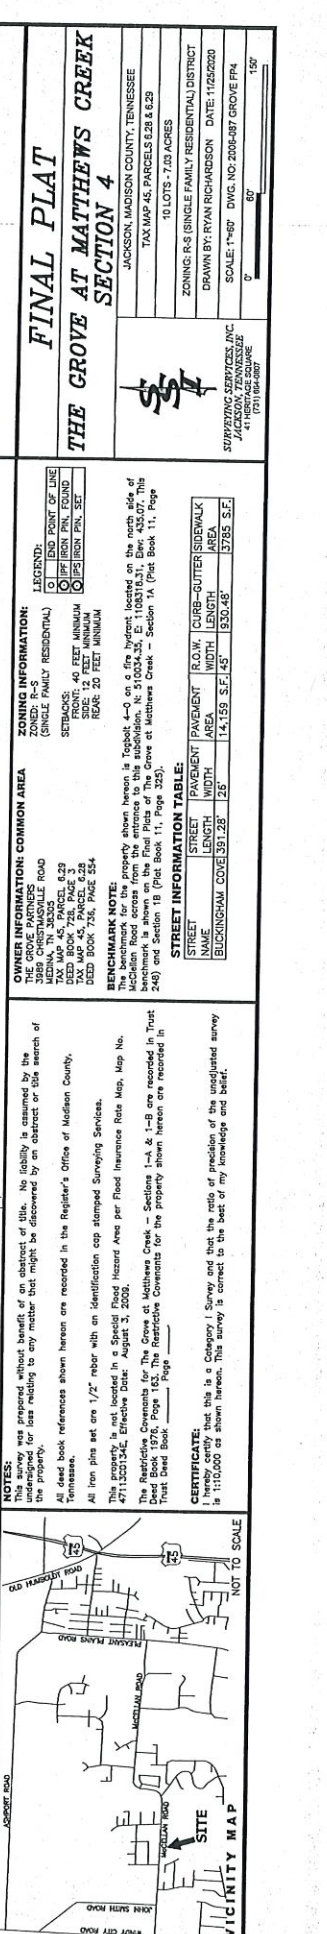 ASHPORT ROAD
OLD HUMBOLDT ROAD
45
45
PLEASANT PLAINS ROAD
McCLELLAN ROAD
McCLELLAN ROAD
JOHN SMITH ROAD
WINDY CITY ROAD
SITE
NOT TO SCALE
VICINITY MAP
NOTES:
This survey was prepared without benefit of an abstract of title. No liability is assumed by the
undersigned for loss relating to any matter that might be discovered by an abstract or title search of
the property.
All deed book references shown hereon are recorded in the Register's Office of Madison County,
Tennessee.
All iron pins set are 1/2" rebar with an identification cap stamped Surveying Services.
This property is not located in a Special Flood Hazard Area per Flood Insurance Rate Map, Map No.
47113C0134E, Effective Date: August 3, 2009.
The Restrictive Covenants for The Grove at Matthews Creek – Sections 1–A & 1–B are recorded in Trust
Deed Book 1976, Page 163. The Restrictive Covenants for the property shown hereon are recorded in
Trust Deed Book ______, Page ______.
CERTIFICATE:
I hereby certify that this is a Category I Survey and that the ratio of precision of the unadjusted survey
is 1:10,000 as shown hereon. This survey is correct to the best of my knowledge and belief.
OWNER INFORMATION: COMMON AREA
THE GROVE PARTNERS
3989 CHRISTMASVILLE ROAD
MEDINA, TN 38305
TAX MAP 45, PARCEL 6.29
DEED BOOK 728, PAGE 3
TAX MAP 45, PARCEL 6.28
DEED BOOK 736, PAGE 554
ZONING INFORMATION:
ZONED: R–S
(SINGLE FAMILY RESIDENTIAL)
SETBACKS:
FRONT: 40 FEET MINIMUM
SIDE: 12 FEET MINIMUM
REAR: 20 FEET MINIMUM
LEGEND:
O END POINT OF LINE
IPF IRON PIN, FOUND
IPS IRON PIN, SET
BENCHMARK NOTE:
The benchmark for the property shown hereon is Tagbolt 4–0 on a fire hydrant located on the north side of
McClellan Road across from the entrance to this subdivision. N: 510034.35, E: 1108318.31, Elev: 435.07. This
benchmark is shown on the Final Plats of The Grove at Matthews Creek – Section 1A (Plat Book 11, Page
248) and Section 1B (Plat Book 11, Page 325).
STREET INFORMATION TABLE:
STREET NAME | STREET LENGTH | PAVEMENT WIDTH | PAVEMENT AREA | R.O.W. WIDTH | CURB–GUTTER LENGTH | SIDEWALK AREA
BUCKINGHAM COVE | 391.28' | 26' | 14,159 S.F. | 45' | 930.48' | 3785 S.F.
FINAL PLAT
THE GROVE AT MATTHEWS CREEK
SECTION 4
SSI
SURVEYING SERVICES, INC.
JACKSON, TENNESSEE
41 HERITAGE SQUARE
(731) 664-0807
JACKSON, MADISON COUNTY, TENNESSEE
TAX MAP 45, PARCELS 6.28 & 6.29
10 LOTS - 7.03 ACRES
ZONING: R-S (SINGLE FAMILY RESIDENTIAL) DISTRICT
DRAWN BY: RYAN RICHARDSON DATE: 11/25/2020
SCALE: 1"=60' DWG. NO: 2006-087 GROVE FP4
0' 60' 150'